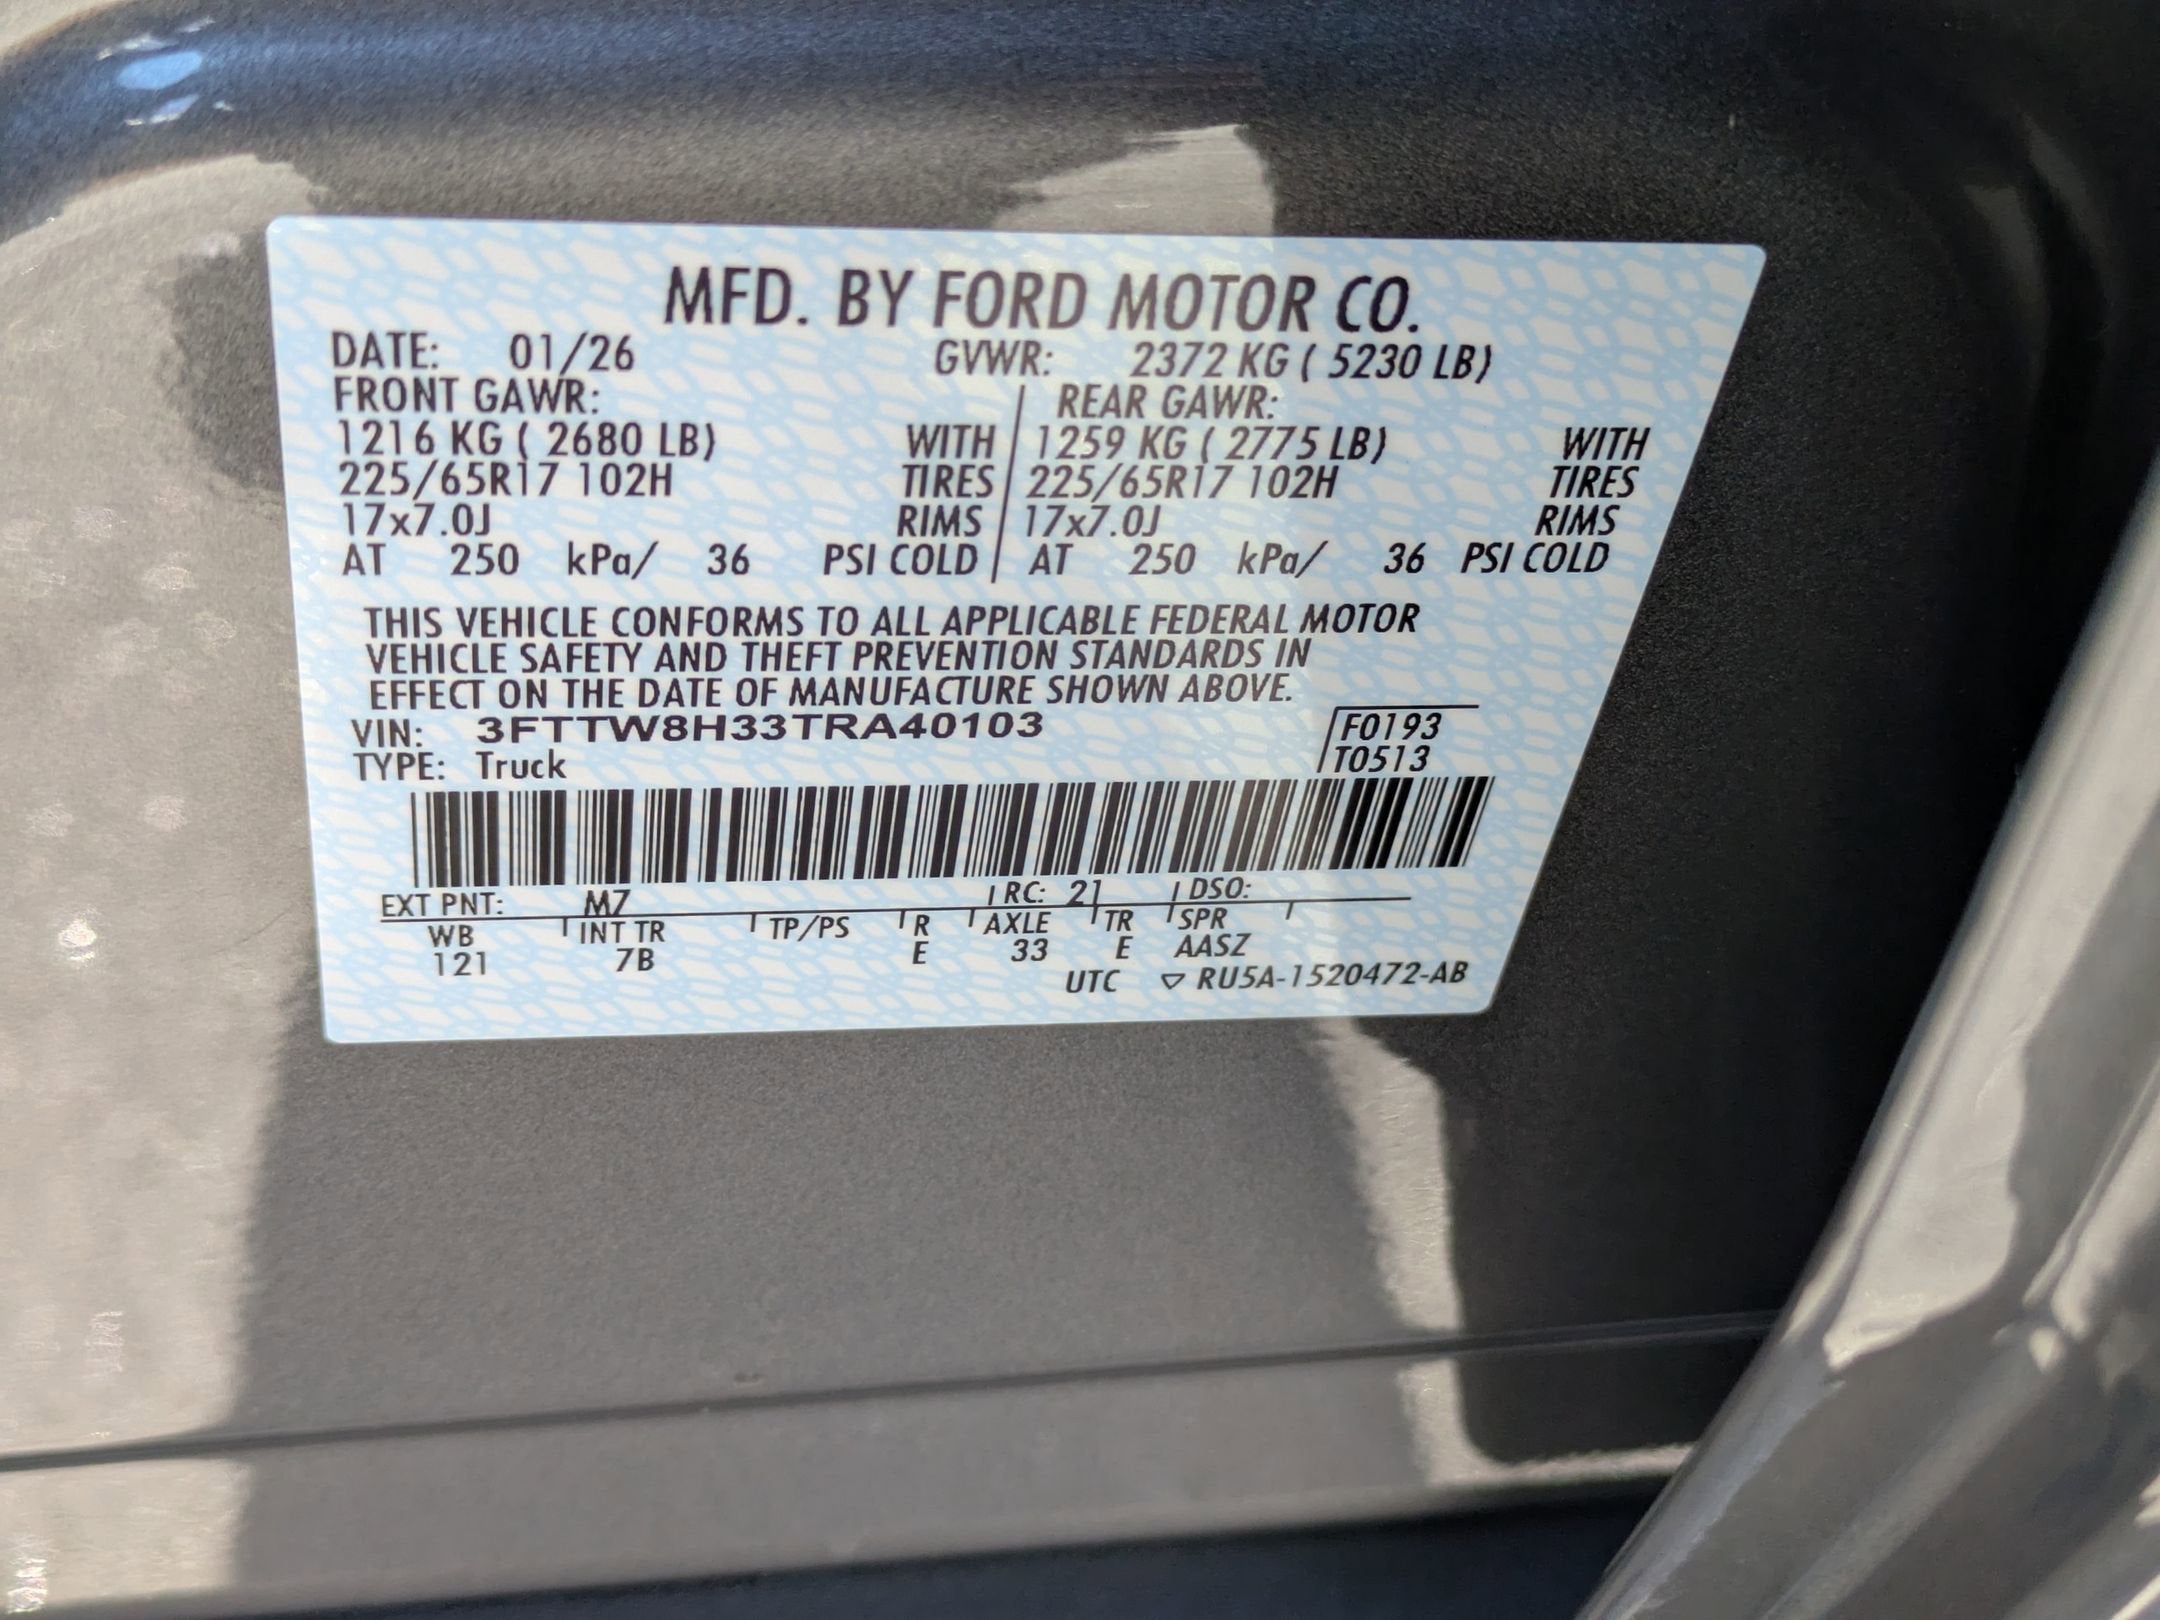 MFD. BY FORD MOTOR CO.
DATE: 01/26 GVWR: 2372 KG ( 5230 LB)
FRONT GAWR: REAR GAWR:
1216 KG ( 2680 LB) WITH 1259 KG ( 2775 LB) WITH
225/65R17 102H TIRES 225/65R17 102H TIRES
17x7.0J RIMS 17x7.0J RIMS
AT 250 kPa/ 36 PSI COLD AT 250 kPa/ 36 PSI COLD
THIS VEHICLE CONFORMS TO ALL APPLICABLE FEDERAL MOTOR
VEHICLE SAFETY AND THEFT PREVENTION STANDARDS IN
EFFECT ON THE DATE OF MANUFACTURE SHOWN ABOVE.
VIN: 3FTTW8H33TRA40103 F0193
TYPE: Truck T0513
EXT PNT: M7 RC: 21 DSO:
WB INT TR TP/PS R AXLE TR SPR
121 7B E 33 E AASZ
UTC ▽ RU5A-1520472-AB